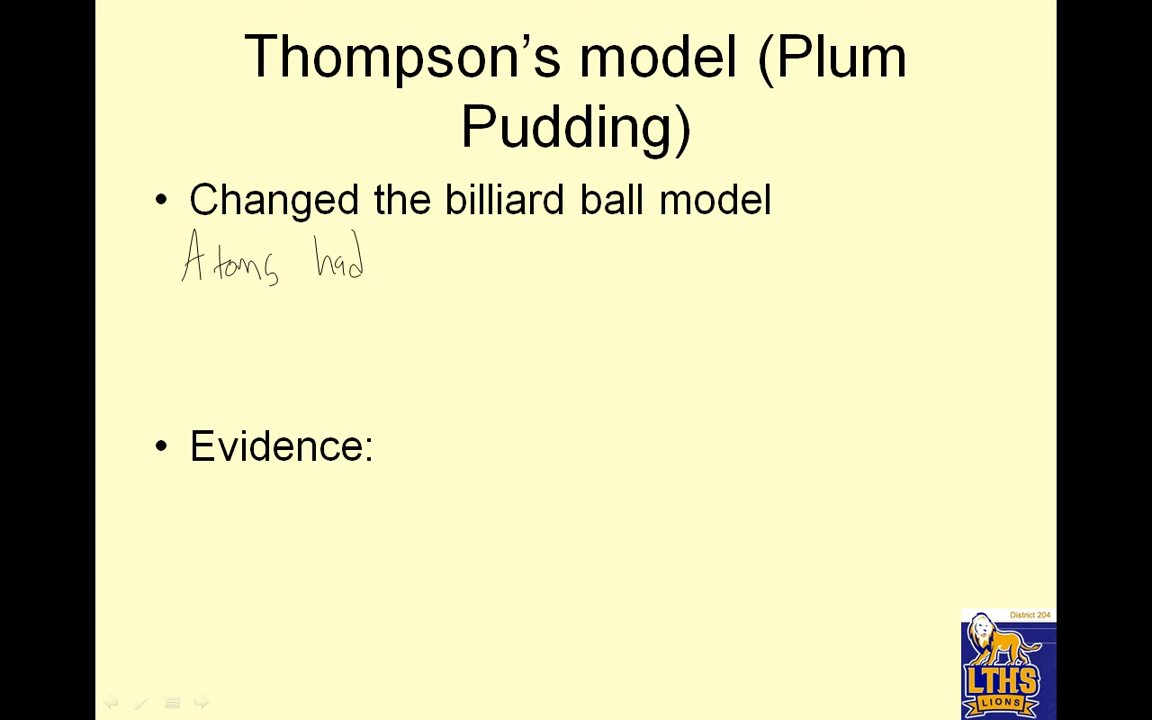 Thompson’s model (Plum
Pudding)
• Changed the billiard ball model
Atoms had
• Evidence:
District 204
LTHS
LIONS